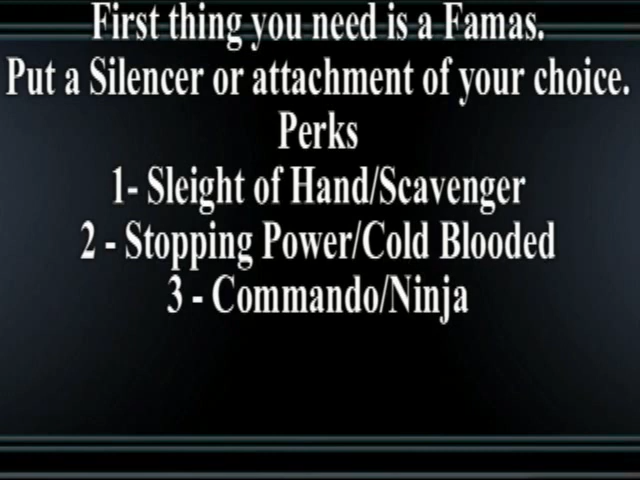 First thing you need is a Famas.
Put a Silencer or attachment of your choice.
Perks
1- Sleight of Hand/Scavenger
2 - Stopping Power/Cold Blooded
3 - Commando/Ninja